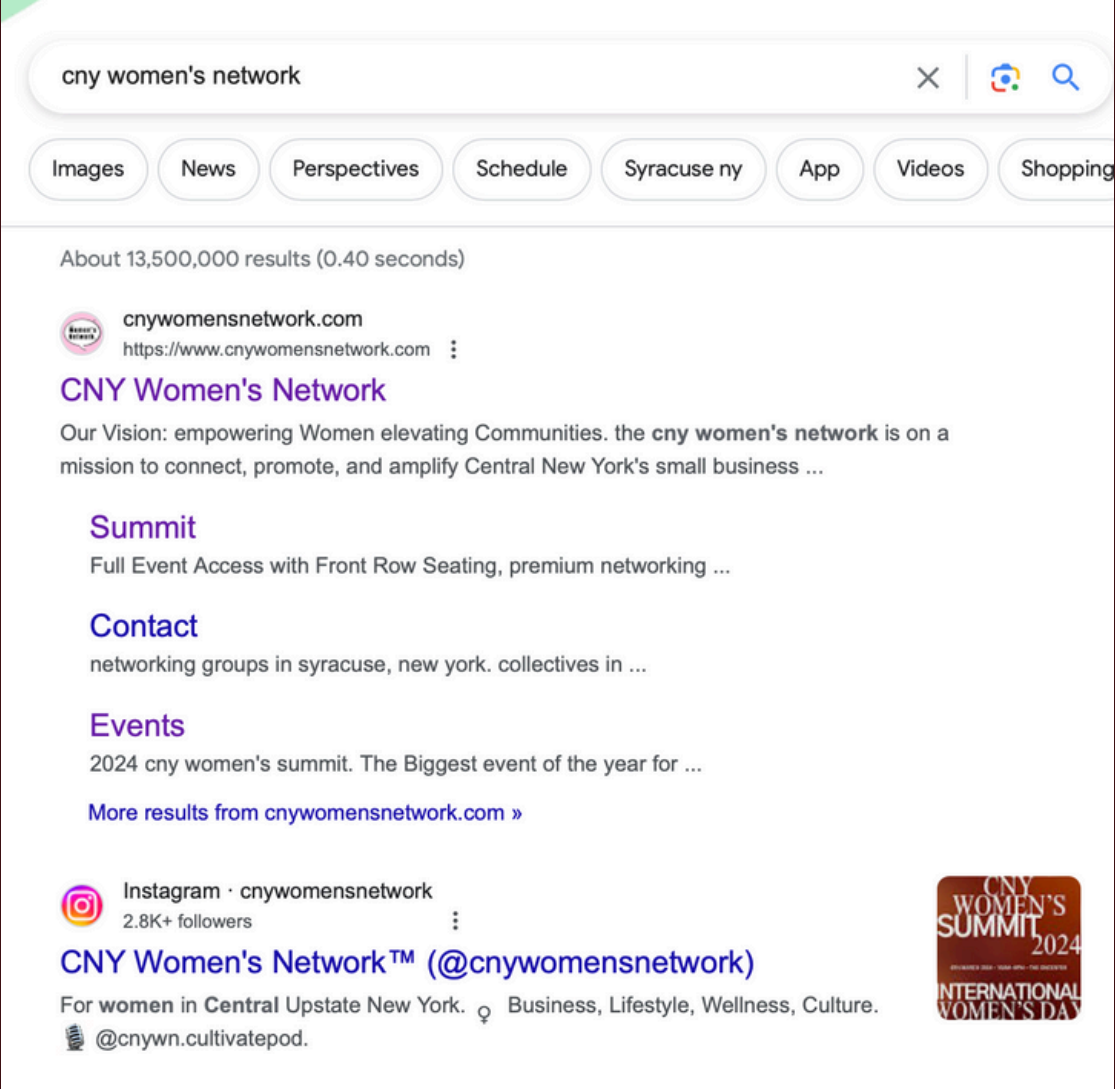 cny women's network
Images News Perspectives Schedule Syracuse ny App Videos Shopping
About 13,500,000 results (0.40 seconds)
Women's Network
cnywomensnetwork.com
https://www.cnywomensnetwork.com
CNY Women's Network
Our Vision: empowering Women elevating Communities. the cny women's network is on a
mission to connect, promote, and amplify Central New York's small business ...
Summit
Full Event Access with Front Row Seating, premium networking ...
Contact
networking groups in syracuse, new york. collectives in ...
Events
2024 cny women's summit. The Biggest event of the year for ...
More results from cnywomensnetwork.com »
Instagram · cnywomensnetwork
2.8K+ followers
CNY Women's Network™ (@cnywomensnetwork)
For women in Central Upstate New York. ♀ Business, Lifestyle, Wellness, Culture.
🎙 @cnywn.cultivatepod.
CNY
WOMEN'S
SUMMIT
2024
INTERNATIONAL
WOMEN'S DAY